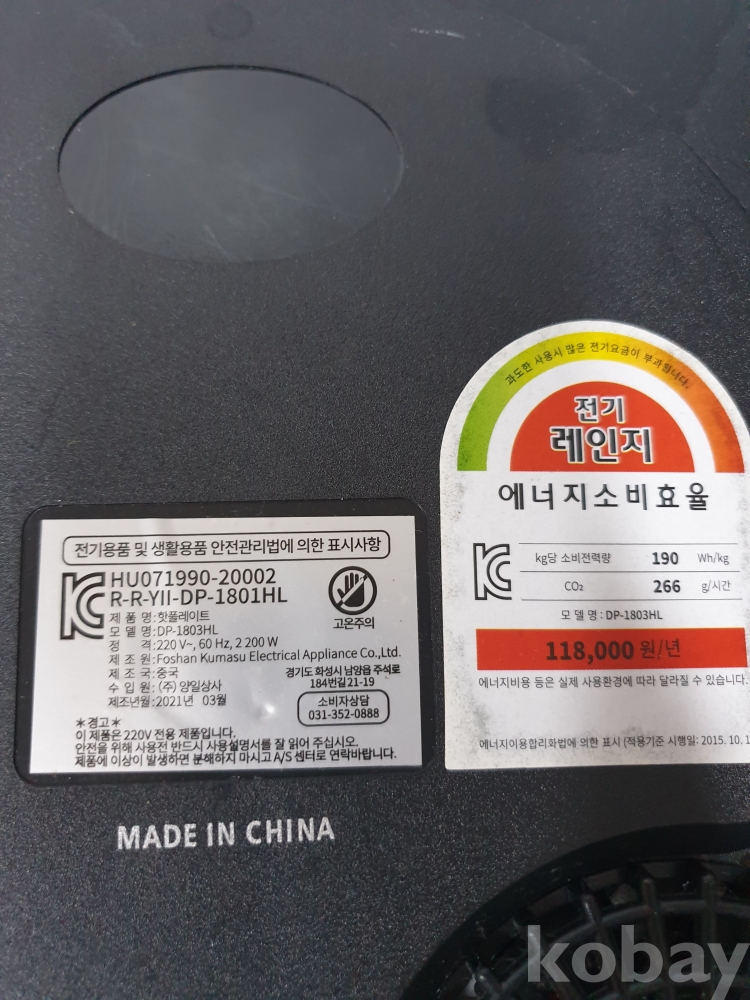 과도한 사용시 많은 전기요금이 부과됩니다.
전기
레인지
에너지소비효율
kg당 소비전력량 190 Wh/kg
CO₂ 266 g/시간
모 델 명 : DP-1803HL
118,000 원/년
에너지비용 등은 실제 사용환경에 따라 달라질 수 있습니다.
에너지이용합리화법에 의한 표시 (적용기준 시행일: 2015. 10. 1
전기용품 및 생활용품 안전관리법에 의한 표시사항
HU071990-20002
R-R-YII-DP-1801HL
고온주의
제 품 명:핫플레이트
모 델 명:DP-1803HL
정 격:220 V~, 60 Hz, 2 200 W
제 조 원:Foshan Kumasu Electrical Appliance Co., Ltd.
제 조 국:중국
수 입 원:(주) 양일상사
제조년월:2021년 03월
경기도 화성시 남양읍 주석로
184번길 21-19
소비자상담
031-352-0888
※경고※
이 제품은 220V 전용 제품입니다.
안전을 위해 사용전 반드시 사용설명서를 잘 읽어 주십시오.
제품에 이상이 발생하면 분해하지 마시고 A/S 센터로 연락바랍니다.
MADE IN CHINA
kobay